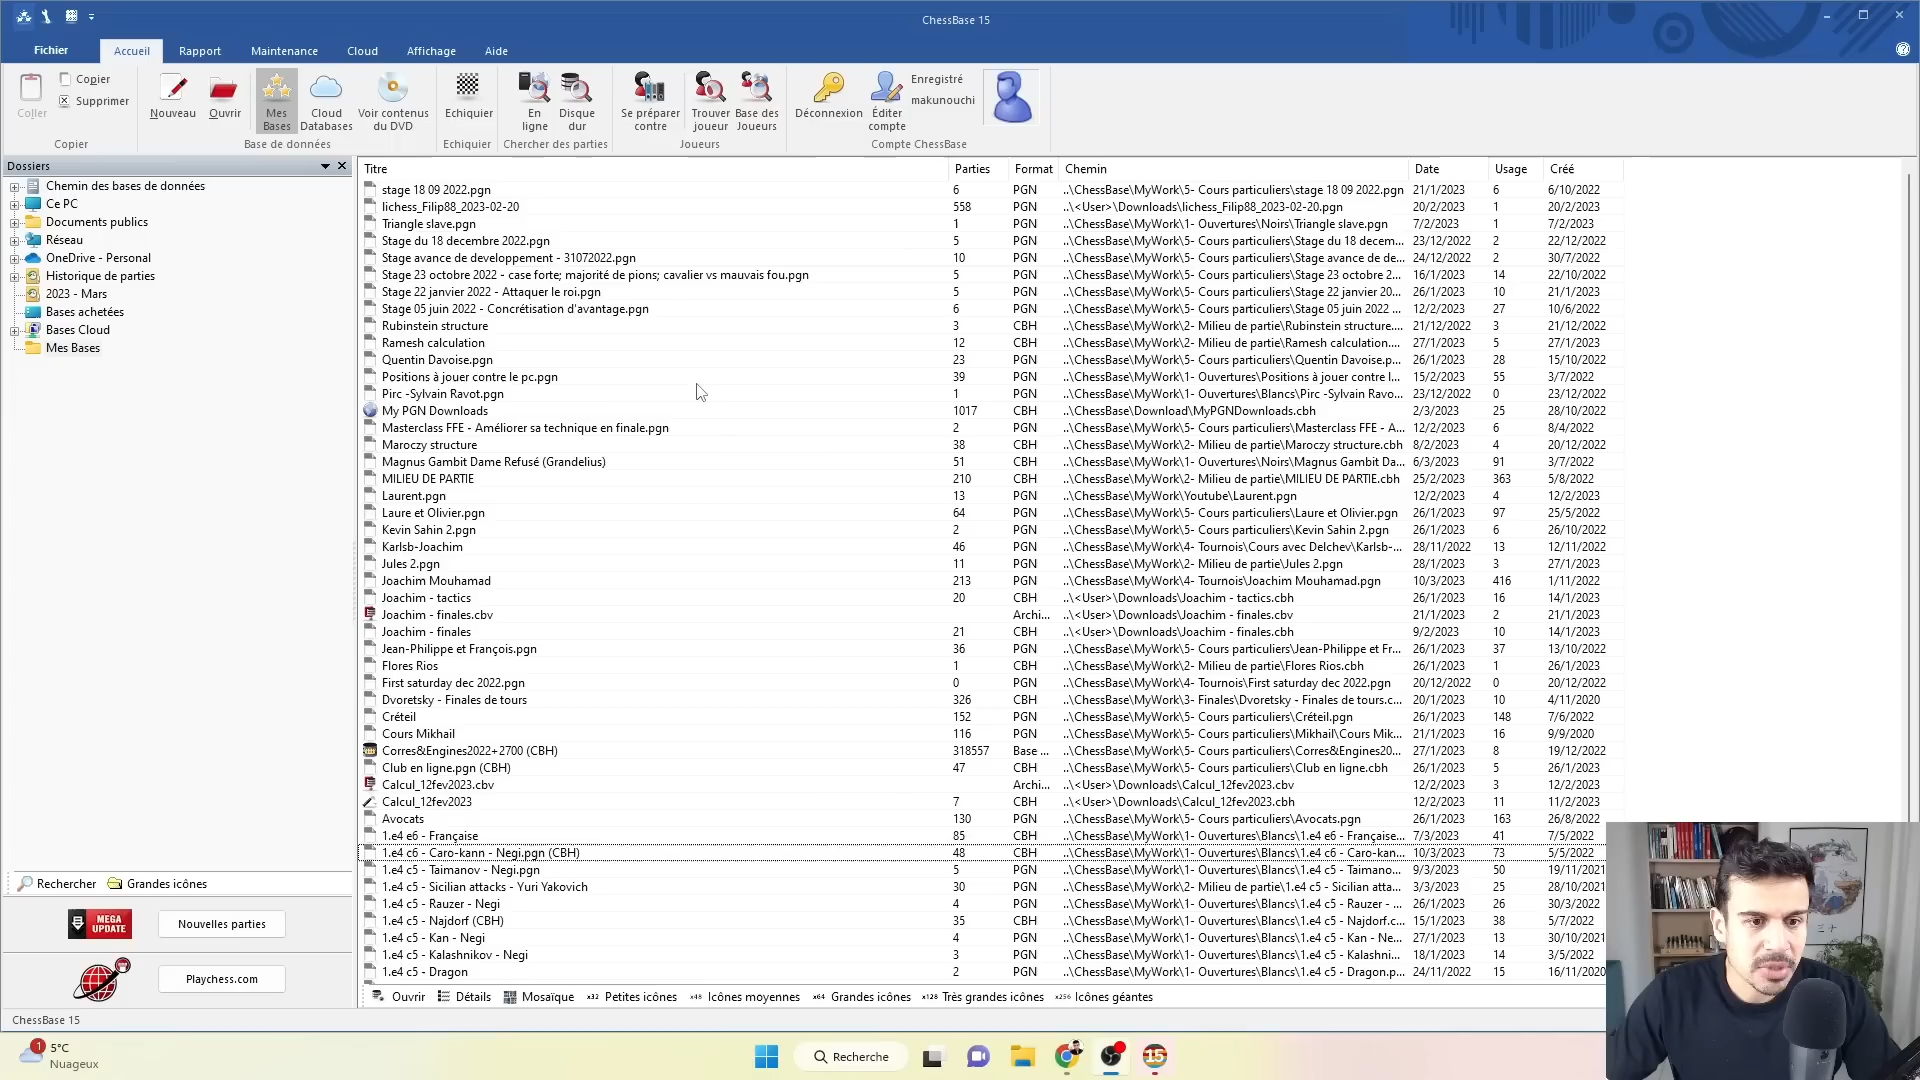 ChessBase 15
Fichier Accueil Rapport Maintenance Cloud Affichage Aide
Coller Copier Supprimer
Nouveau Ouvrir Mes Bases Cloud Databases Voir contenus du DVD Echiquier En ligne Disque dur Se préparer contre Trouver joueur Base des Joueurs Déconnexion Éditer compte Enregistré makunouchi
Copier Base de données Echiquier Chercher des parties Joueurs Compte ChessBase
Dossiers
Chemin des bases de données
Ce PC
Documents publics
Réseau
OneDrive - Personal
Historique de parties
2023 - Mars
Bases achetées
Bases Cloud
Mes Bases
Rechercher Grandes icônes
MEGA UPDATE Nouvelles parties
Playchess.com
Titre Parties Format Chemin Date Usage Créé
stage 18 09 2022.pgn 6 PGN ..\ChessBase\MyWork\5- Cours particuliers\stage 18 09 2022.pgn 21/1/2023 6 6/10/2022
lichess_Filip88_2023-02-20 558 PGN ..\<User>\Downloads\lichess_Filip88_2023-02-20.pgn 20/2/2023 1 20/2/2023
Triangle slave.pgn 1 PGN ..\ChessBase\MyWork\1- Ouvertures\Noirs\Triangle slave.pgn 7/2/2023 1 7/2/2023
Stage du 18 decembre 2022.pgn 5 PGN ..\ChessBase\MyWork\5- Cours particuliers\Stage du 18 decem... 23/12/2022 2 22/12/2022
Stage avance de developpement - 31072022.pgn 10 PGN ..\ChessBase\MyWork\5- Cours particuliers\Stage avance de de... 24/12/2022 2 30/7/2022
Stage 23 octobre 2022 - case forte; majorité de pions; cavalier vs mauvais fou.pgn 5 PGN ..\ChessBase\MyWork\5- Cours particuliers\Stage 23 octobre 2... 16/1/2023 14 22/10/2022
Stage 22 janvier 2022 - Attaquer le roi.pgn 5 PGN ..\ChessBase\MyWork\5- Cours particuliers\Stage 22 janvier 20... 26/1/2023 10 21/1/2023
Stage 05 juin 2022 - Concrétisation d'avantage.pgn 6 PGN ..\ChessBase\MyWork\5- Cours particuliers\Stage 05 juin 2022 ... 12/2/2023 27 10/6/2022
Rubinstein structure 3 CBH ..\ChessBase\MyWork\2- Milieu de partie\Rubinstein structure.... 21/12/2022 3 21/12/2022
Ramesh calculation 12 CBH ..\ChessBase\MyWork\2- Milieu de partie\Ramesh calculation.... 27/1/2023 5 27/1/2023
Quentin Davoise.pgn 23 PGN ..\ChessBase\MyWork\5- Cours particuliers\Quentin Davoise.p... 26/1/2023 28 15/10/2022
Positions à jouer contre le pc.pgn 39 PGN ..\ChessBase\MyWork\1- Ouvertures\Positions à jouer contre l... 15/2/2023 55 3/7/2022
Pirc -Sylvain Ravot.pgn 1 PGN ..\ChessBase\MyWork\1- Ouvertures\Blancs\Pirc -Sylvain Ravo... 23/12/2022 0 23/12/2022
My PGN Downloads 1017 CBH ..\ChessBase\Download\MyPGNDownloads.cbh 2/3/2023 25 28/10/2022
Masterclass FFE - Améliorer sa technique en finale.pgn 2 PGN ..\ChessBase\MyWork\5- Cours particuliers\Masterclass FFE - A... 12/2/2023 6 8/4/2022
Maroczy structure 38 CBH ..\ChessBase\MyWork\2- Milieu de partie\Maroczy structure.cbh 8/2/2023 4 20/12/2022
Magnus Gambit Dame Refusé (Grandelius) 51 CBH ..\ChessBase\MyWork\1- Ouvertures\Noirs\Magnus Gambit Da... 6/3/2023 91 3/7/2022
MILIEU DE PARTIE 210 CBH ..\ChessBase\MyWork\2- Milieu de partie\MILIEU DE PARTIE.cbh 25/2/2023 363 5/8/2022
Laurent.pgn 13 PGN ..\ChessBase\MyWork\Youtube\Laurent.pgn 12/2/2023 4 12/2/2023
Laure et Olivier.pgn 64 PGN ..\ChessBase\MyWork\5- Cours particuliers\Laure et Olivier.pgn 26/1/2023 97 25/5/2022
Kevin Sahin 2.pgn 2 PGN ..\ChessBase\MyWork\5- Cours particuliers\Kevin Sahin 2.pgn 26/1/2023 6 26/10/2022
Karlsb-Joachim 46 PGN ..\ChessBase\MyWork\4- Tournois\Cours avec Delchev\Karlsb-... 28/11/2022 13 12/11/2022
Jules 2.pgn 11 PGN ..\ChessBase\MyWork\2- Milieu de partie\Jules 2.pgn 28/1/2023 3 27/1/2023
Joachim Mouhamad 213 PGN ..\ChessBase\MyWork\4- Tournois\Joachim Mouhamad.pgn 10/3/2023 416 1/11/2022
Joachim - tactics 20 CBH ..\<User>\Downloads\Joachim - tactics.cbh 26/1/2023 16 14/1/2023
Joachim - finales.cbv Archi... ..\<User>\Downloads\Joachim - finales.cbv 21/1/2023 2 21/1/2023
Joachim - finales 21 CBH ..\<User>\Downloads\Joachim - finales.cbh 9/2/2023 10 14/1/2023
Jean-Philippe et François.pgn 36 PGN ..\ChessBase\MyWork\5- Cours particuliers\Jean-Philippe et Fr... 26/1/2023 37 13/10/2022
Flores Rios 1 CBH ..\ChessBase\MyWork\2- Milieu de partie\Flores Rios.cbh 26/1/2023 1 26/1/2023
First saturday dec 2022.pgn 0 PGN ..\ChessBase\MyWork\4- Tournois\First saturday dec 2022.pgn 20/12/2022 0 20/12/2022
Dvoretsky - Finales de tours 326 CBH ..\ChessBase\MyWork\3- Finales\Dvoretsky - Finales de tours.c... 20/1/2023 10 4/11/2020
Créteil 152 PGN ..\ChessBase\MyWork\5- Cours particuliers\Créteil.pgn 26/1/2023 148 7/6/2022
Cours Mikhail 116 PGN ..\ChessBase\MyWork\5- Cours particuliers\Mikhail\Cours Mik... 21/1/2023 16 9/9/2020
Corres&Engines2022+2700 (CBH) 318557 Base ... ..\ChessBase\MyWork\5- Cours particuliers\Corres&Engines20... 27/1/2023 8 19/12/2022
Club en ligne.pgn (CBH) 47 CBH ..\ChessBase\MyWork\5- Cours particuliers\Club en ligne.cbh 26/1/2023 5 26/1/2023
Calcul_12fev2023.cbv Archi... ..\<User>\Downloads\Calcul_12fev2023.cbv 12/2/2023 3 12/2/2023
Calcul_12fev2023 7 CBH ..\<User>\Downloads\Calcul_12fev2023.cbh 12/2/2023 11 11/2/2023
Avocats 130 PGN ..\ChessBase\MyWork\5- Cours particuliers\Avocats.pgn 26/1/2023 163 26/8/2022
1.e4 e6 - Française 85 CBH ..\ChessBase\MyWork\1- Ouvertures\Blancs\1.e4 e6 - Française... 7/3/2023 41 7/5/2022
1.e4 c6 - Caro-kann - Negi.pgn (CBH) 48 CBH ..\ChessBase\MyWork\1- Ouvertures\Blancs\1.e4 c6 - Caro-kan... 10/3/2023 73 5/5/2022
1.e4 c5 - Taimanov - Negi.pgn 5 PGN ..\ChessBase\MyWork\1- Ouvertures\Blancs\1.e4 c5 - Taimano... 9/3/2023 50 19/11/2021
1.e4 c5 - Sicilian attacks - Yuri Yakovich 30 PGN ..\ChessBase\MyWork\2- Milieu de partie\1.e4 c5 - Sicilian atta... 3/3/2023 25 28/10/2021
1.e4 c5 - Rauzer - Negi 4 PGN ..\ChessBase\MyWork\1- Ouvertures\Blancs\1.e4 c5 - Rauzer - ... 26/1/2023 26 30/3/2022
1.e4 c5 - Najdorf (CBH) 35 CBH ..\ChessBase\MyWork\1- Ouvertures\Blancs\1.e4 c5 - Najdorf.c... 15/1/2023 38 5/7/2022
1.e4 c5 - Kan - Negi 4 PGN ..\ChessBase\MyWork\1- Ouvertures\Blancs\1.e4 c5 - Kan - Ne... 27/1/2023 13 30/10/2021
1.e4 c5 - Kalashnikov - Negi 3 PGN ..\ChessBase\MyWork\1- Ouvertures\Blancs\1.e4 c5 - Kalashni... 18/1/2023 14 3/5/2022
1.e4 c5 - Dragon 2 PGN ..\ChessBase\MyWork\1- Ouvertures\Blancs\1.e4 c5 - Dragon.p... 24/11/2022 15 16/11/2020
Ouvrir Détails Mosaïque x32 Petites icônes x48 Icônes moyennes x64 Grandes icônes x128 Très grandes icônes x256 Icônes géantes
ChessBase 15
1 5°C
Nuageux
Recherche
15